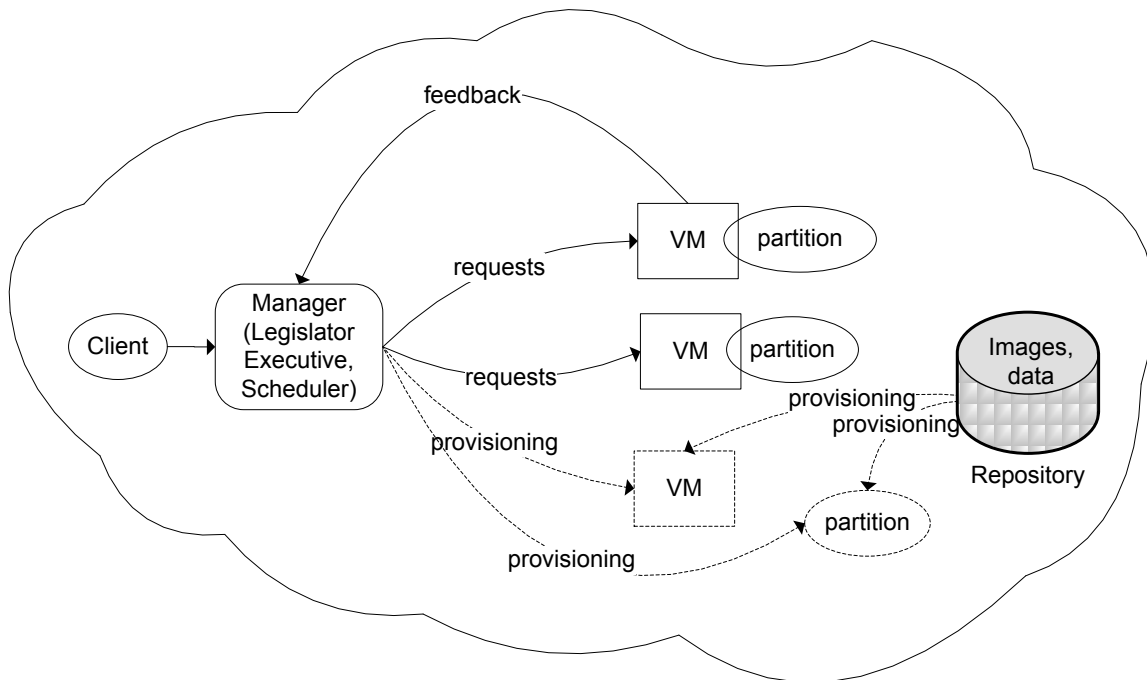 feedback
VM
partition
requests
Manager
(Legislator
Executive,
Scheduler)
Client
VM
partition
requests
Images,
data
provisioning
provisioning
provisioning
VM
Repository
partition
provisioning